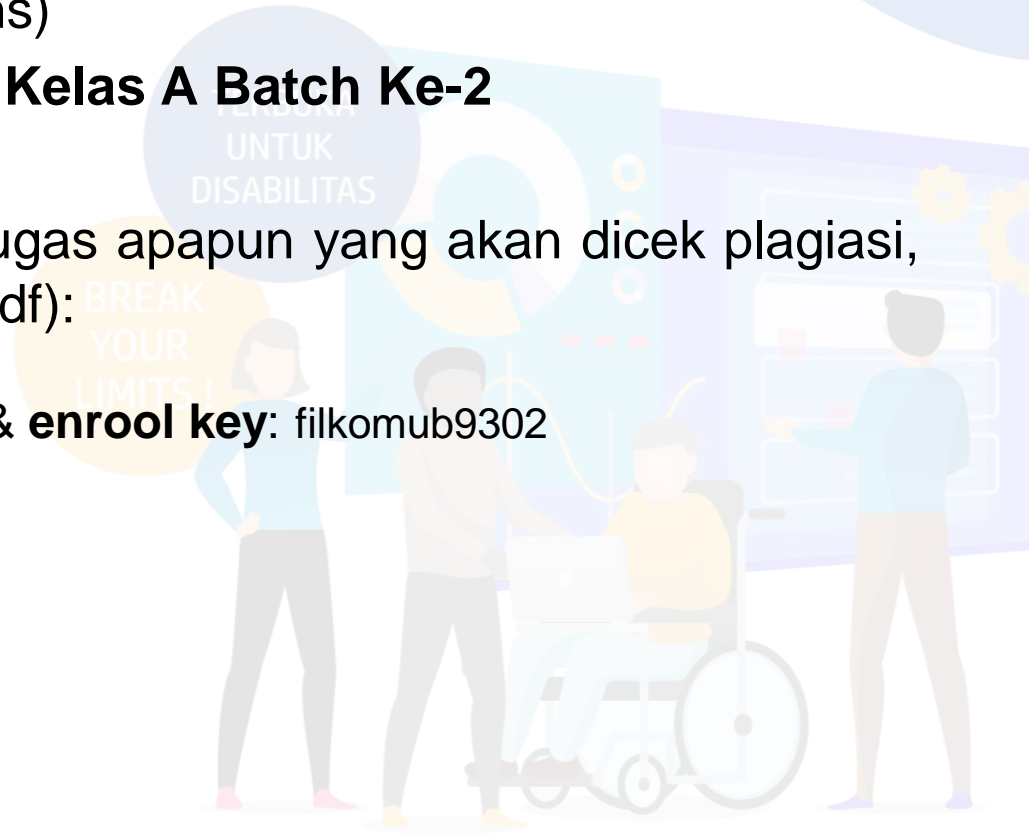 ns)
Kelas A Batch Ke-2
TERBUKA
UNTUK
DISABILITAS
ugas apapun yang akan dicek plagiasi,
df):
BREAK
YOUR
LIMITS !
& enrool key: filkomub9302